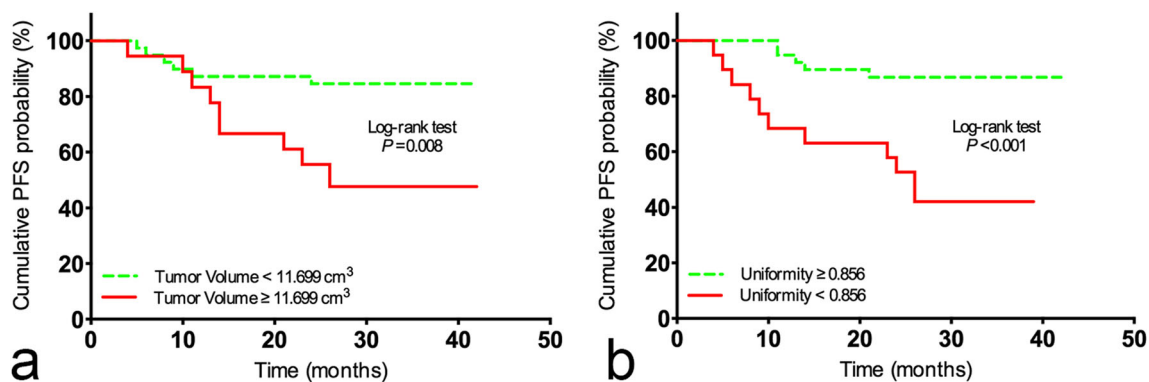 Cumulative PFS probability (%)
100
80
60
40
20
0
0 10 20 30 40 50
Time (months)
Log-rank test
P=0.008
Tumor Volume < 11.699 cm³
Tumor Volume ≥ 11.699 cm³
a
Cumulative PFS probability (%)
100
80
60
40
20
0
0 10 20 30 40 50
Time (months)
Log-rank test
P<0.001
Uniformity ≥ 0.856
Uniformity < 0.856
b